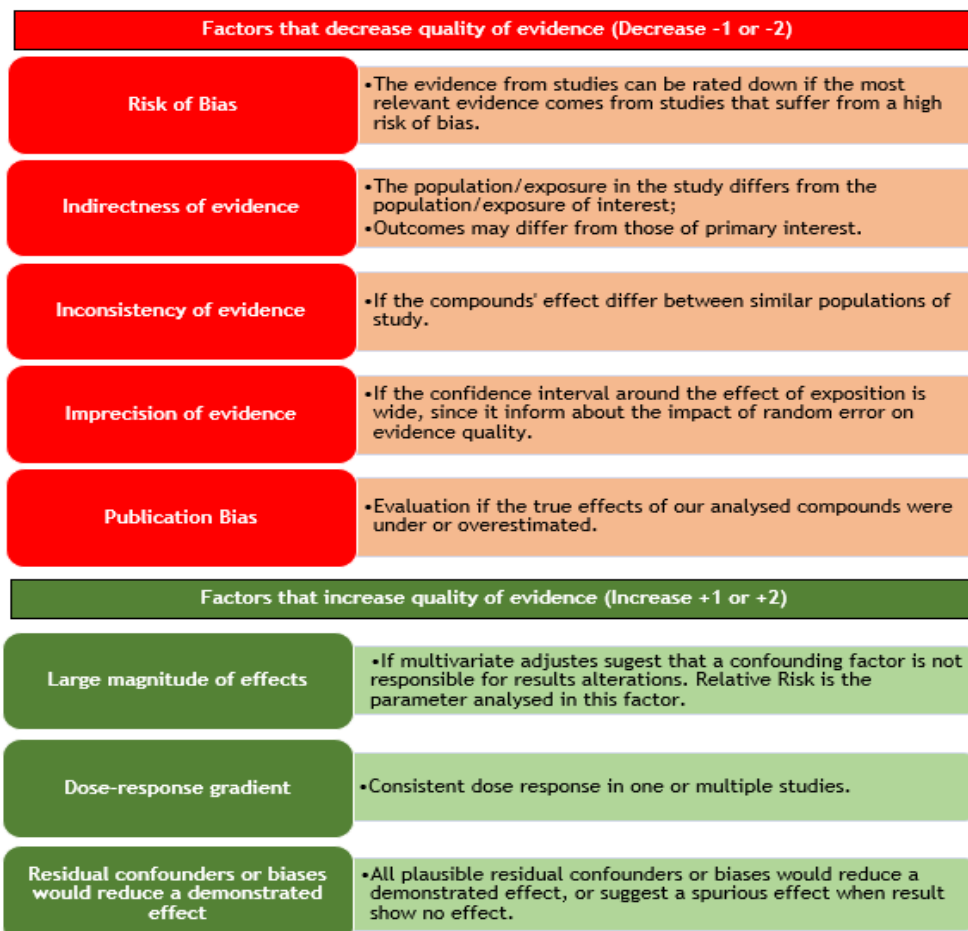 Factors that decrease quality of evidence (Decrease -1 or -2)
Risk of Bias
•The evidence from studies can be rated down if the most
relevant evidence comes from studies that suffer from a high
risk of bias.
Indirectness of evidence
•The population/exposure in the study differs from the
population/exposure of interest;
•Outcomes may differ from those of primary interest.
Inconsistency of evidence
•If the compounds' effect differ between similar populations of
study.
Imprecision of evidence
•If the confidence interval around the effect of exposition is
wide, since it inform about the impact of random error on
evidence quality.
Publication Bias
•Evaluation if the true effects of our analysed compounds were
under or overestimated.
Factors that increase quality of evidence (Increase +1 or +2)
Large magnitude of effects
•If multivariate adjustes sugest that a confounding factor is not
responsible for results alterations. Relative Risk is the
parameter analysed in this factor.
Dose-response gradient
•Consistent dose response in one or multiple studies.
Residual confounders or biases
would reduce a demonstrated
effect
•All plausible residual confounders or biases would reduce a
demonstrated effect, or suggest a spurious effect when result
show no effect.